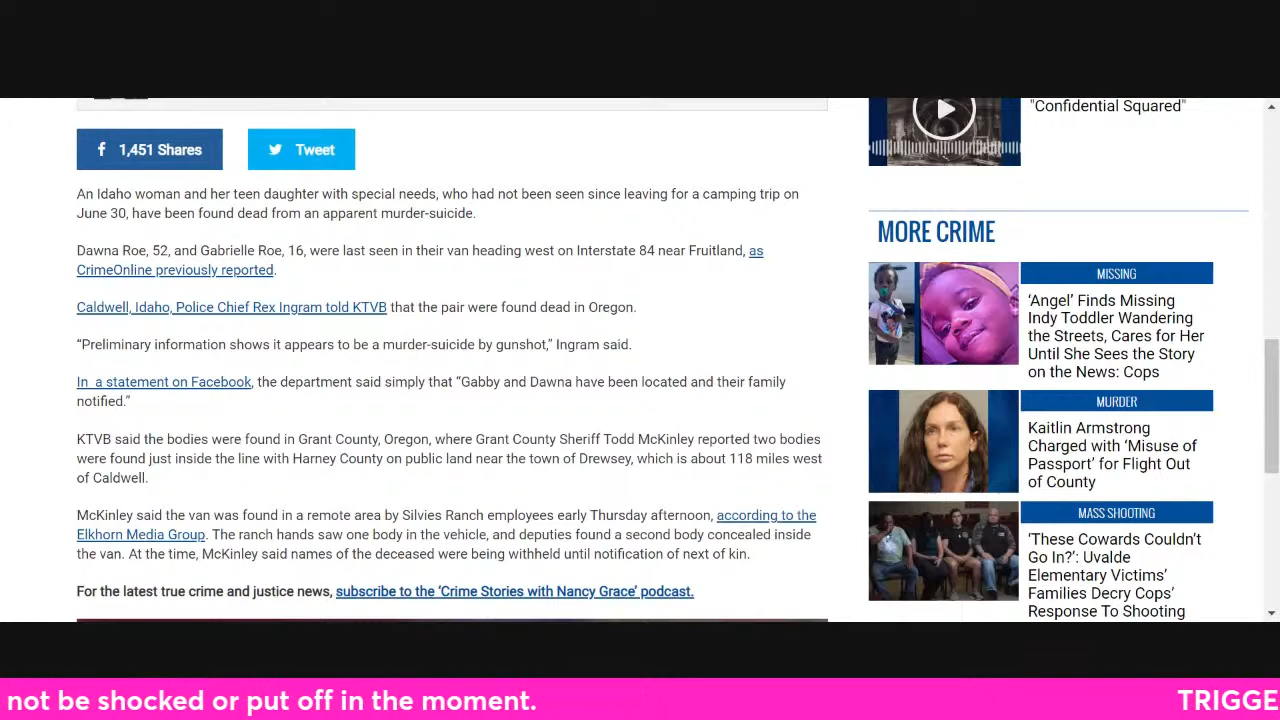 "Confidential Squared"
1,451 Shares
Tweet
An Idaho woman and her teen daughter with special needs, who had not been seen since leaving for a camping trip on
June 30, have been found dead from an apparent murder-suicide.
Dawna Roe, 52, and Gabrielle Roe, 16, were last seen in their van heading west on Interstate 84 near Fruitland, as
CrimeOnline previously reported.
Caldwell, Idaho, Police Chief Rex Ingram told KTVB that the pair were found dead in Oregon.
“Preliminary information shows it appears to be a murder-suicide by gunshot,” Ingram said.
In  a statement on Facebook, the department said simply that “Gabby and Dawna have been located and their family
notified.”
KTVB said the bodies were found in Grant County, Oregon, where Grant County Sheriff Todd McKinley reported two bodies
were found just inside the line with Harney County on public land near the town of Drewsey, which is about 118 miles west
of Caldwell.
McKinley said the van was found in a remote area by Silvies Ranch employees early Thursday afternoon, according to the
Elkhorn Media Group. The ranch hands saw one body in the vehicle, and deputies found a second body concealed inside
the van. At the time, McKinley said names of the deceased were being withheld until notification of next of kin.
For the latest true crime and justice news, subscribe to the ‘Crime Stories with Nancy Grace’ podcast.
MORE CRIME
MISSING
‘Angel’ Finds Missing
Indy Toddler Wandering
the Streets, Cares for Her
Until She Sees the Story
on the News: Cops
MURDER
Kaitlin Armstrong
Charged with ‘Misuse of
Passport’ for Flight Out
of County
MASS SHOOTING
‘These Cowards Couldn’t
Go In?’: Uvalde
Elementary Victims’
Families Decry Cops’
Response To Shooting
not be shocked or put off in the moment.
TRIGGE